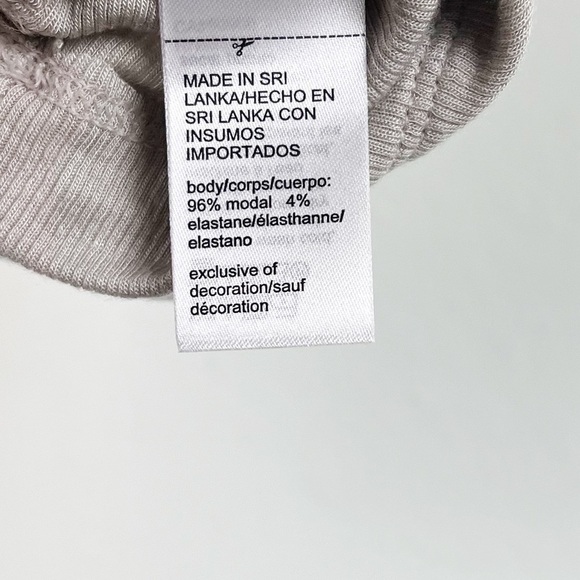 MADE IN SRI
LANKA/HECHO EN
SRI LANKA CON
INSUMOS
IMPORTADOS
body/corps/cuerpo:
96% modal 4%
elastane/élasthanne/
elastano
exclusive of
decoration/sauf
décoration